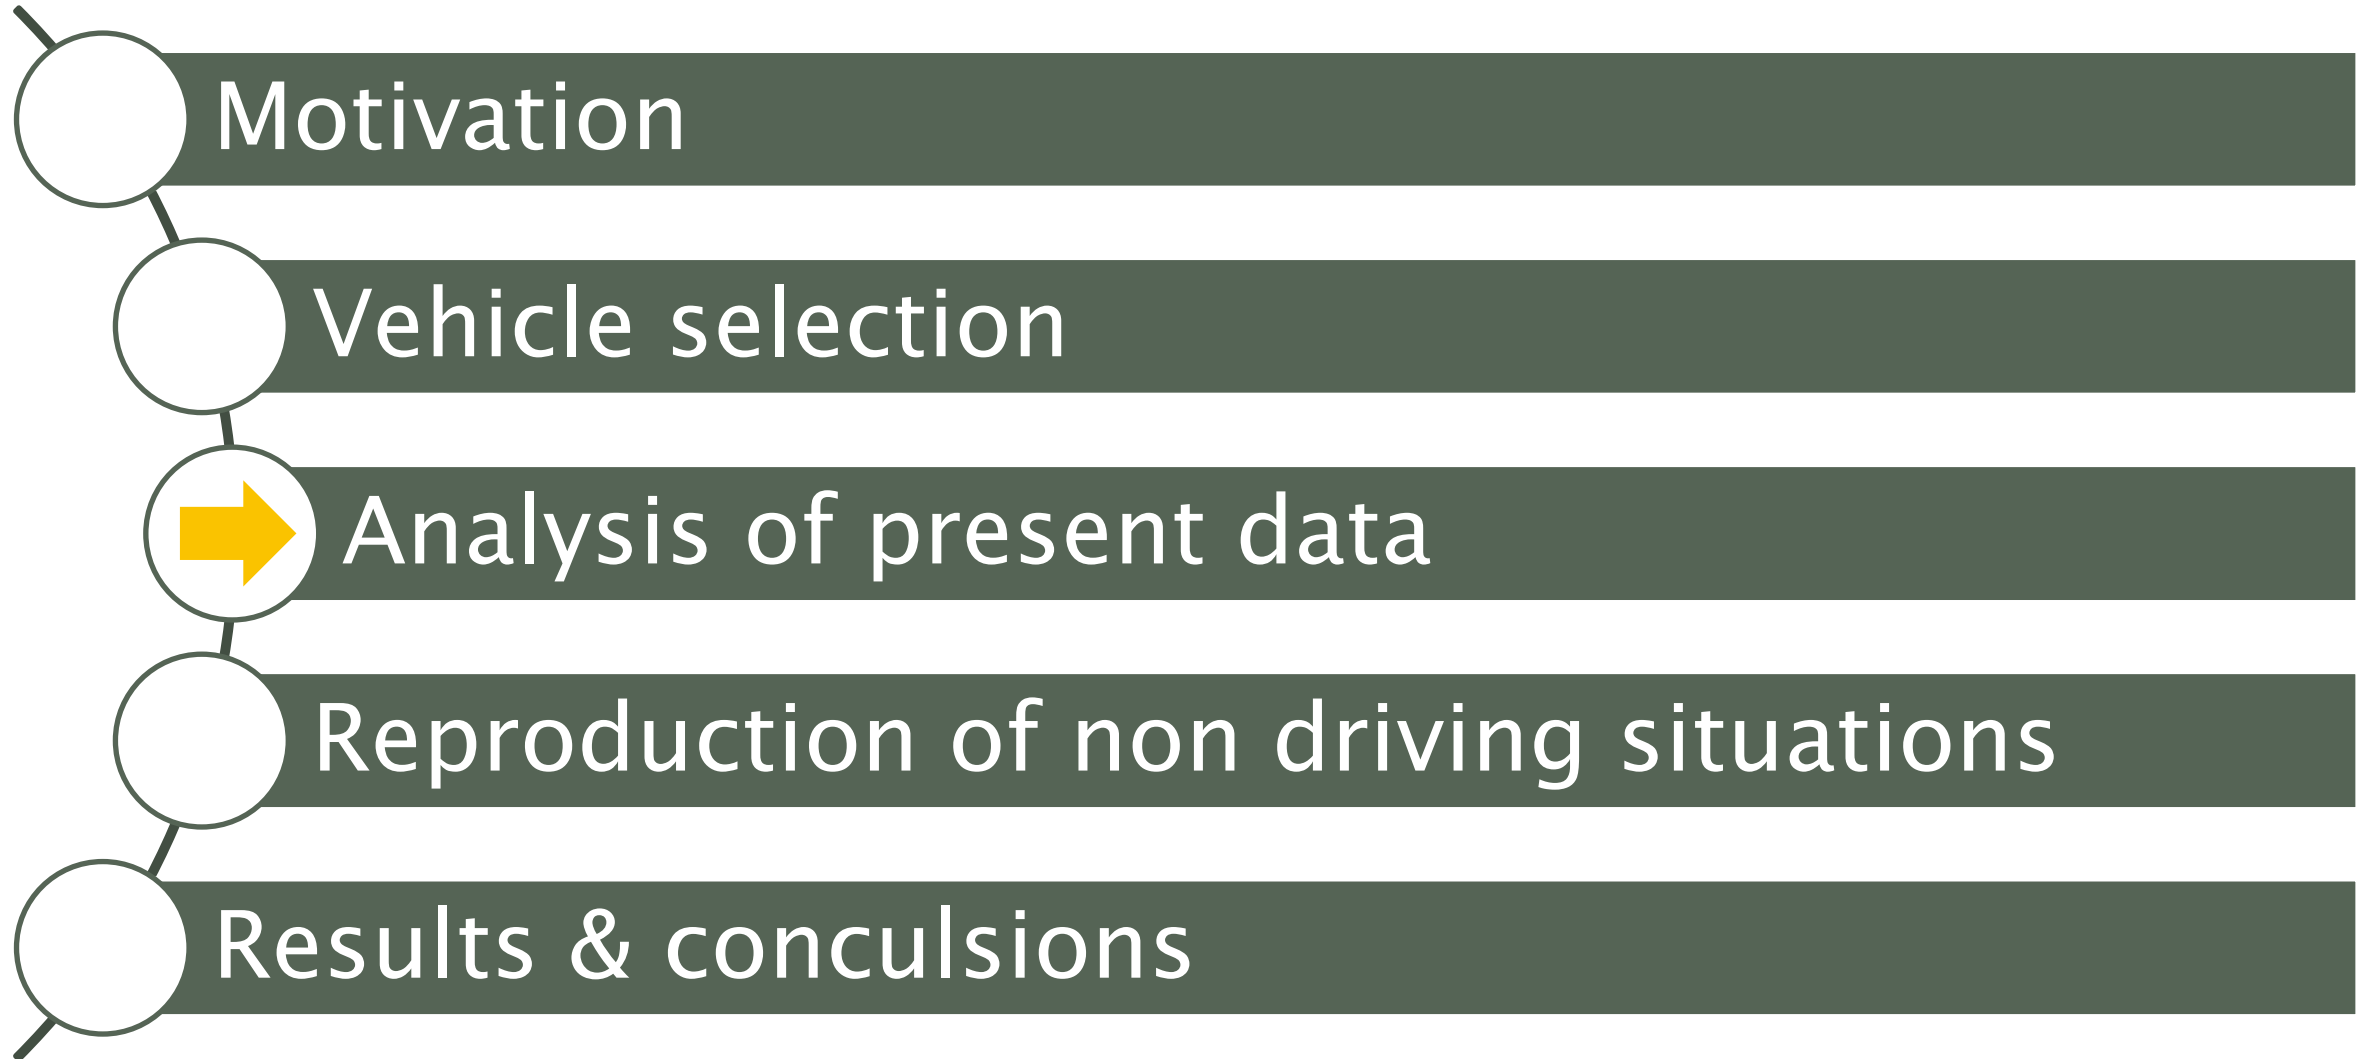 Motivation
Vehicle selection
Analysis of present data
Reproduction of non driving situations
Results & conculsions